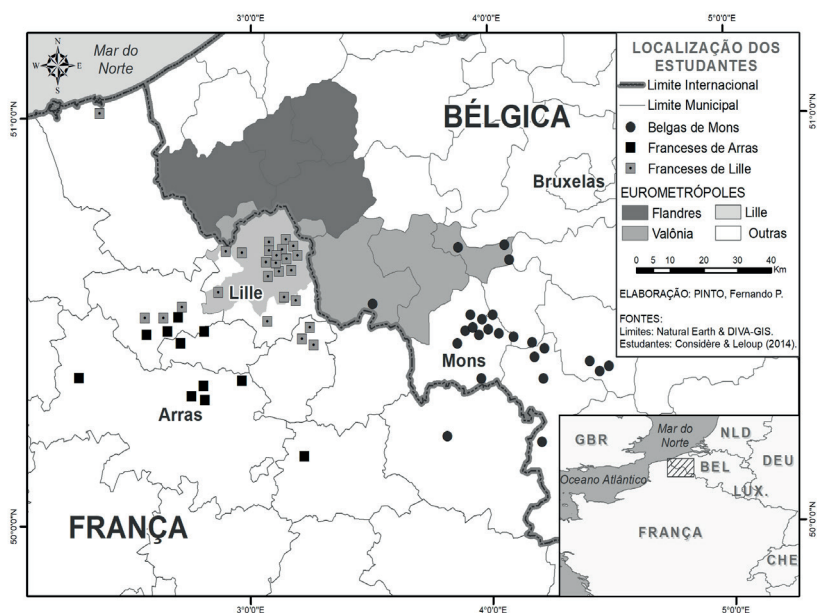 3°0'0"E
4°0'0"E
5°0'0"E
Mar do
Norte
N
W
E
S
51°0'0"N
51°0'0"N
BÉLGICA
Bruxelas
Lille
Mons
Arras
FRANÇA
50°0'0"N
50°0'0"N
3°0'0"E
4°0'0"E
5°0'0"E
LOCALIZAÇÃO DOS
ESTUDANTES
Limite Internacional
Limite Municipal
Belgas de Mons
Franceses de Arras
Franceses de Lille
EUROMETRÓPOLES
Flandres
Lille
Valônia
Outras
0 5 10 20 30 40
Km
ELABORAÇÃO: PINTO, Fernando P.
FONTES:
Limites: Natural Earth & DIVA-GIS.
Estudantes: Considère & Leloup (2014).
Mar do
Norte
GBR
NLD
DEU
BEL
Oceano Atlântico
LUX.
FRANÇA
CHE